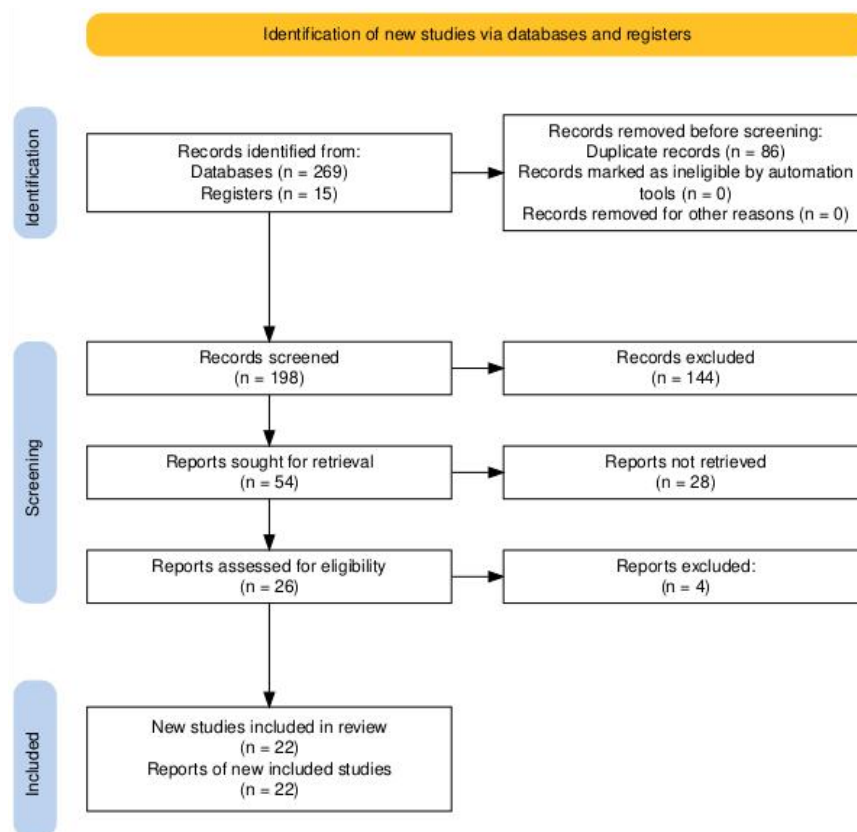 Identification of new studies via databases and registers
Identification
Records identified from:
Databases (n = 269)
Registers (n = 15)
Records removed before screening:
Duplicate records (n = 86)
Records marked as ineligible by automation
tools (n = 0)
Records removed for other reasons (n = 0)
Screening
Records screened
(n = 198)
Records excluded
(n = 144)
Reports sought for retrieval
(n = 54)
Reports not retrieved
(n = 28)
Reports assessed for eligibility
(n = 26)
Reports excluded:
(n = 4)
Included
New studies included in review
(n = 22)
Reports of new included studies
(n = 22)